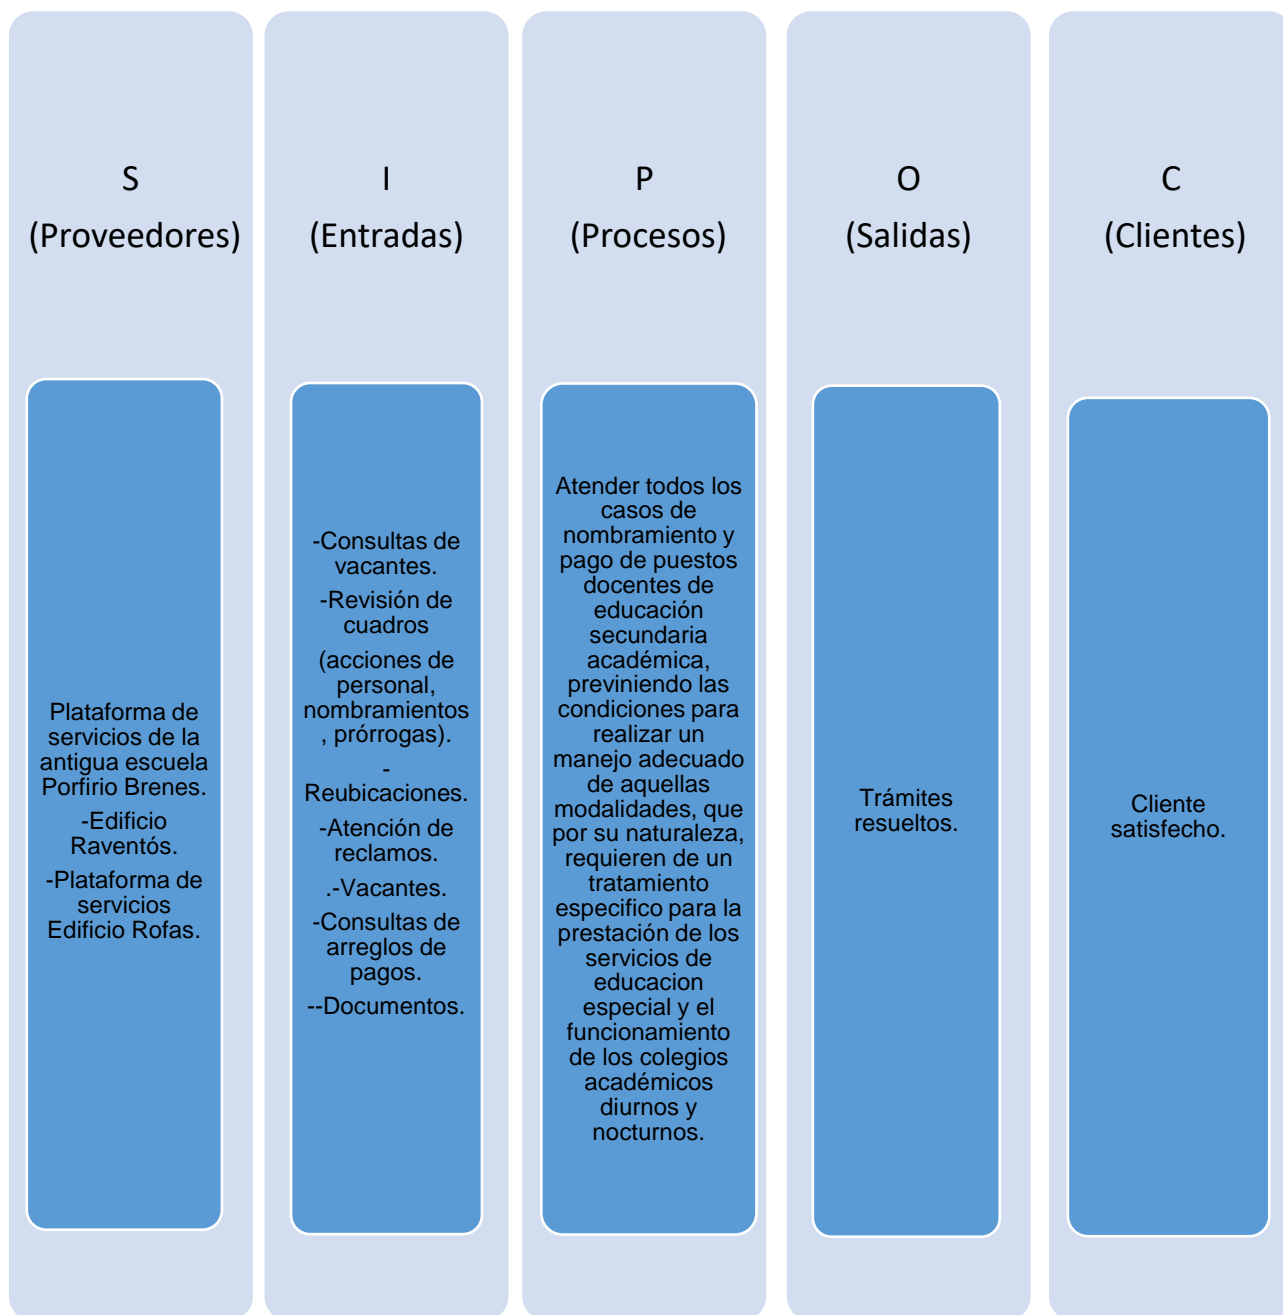 S
(Proveedores)
Plataforma de
servicios de la
antigua escuela
Porfirio Brenes.
-Edificio
Raventós.
-Plataforma de
servicios
Edificio Rofas.
I
(Entradas)
-Consultas de
vacantes.
-Revisión de
cuadros
(acciones de
personal,
nombramientos
, prórrogas).
-
Reubicaciones.
-Atención de
reclamos.
.-Vacantes.
-Consultas de
arreglos de
pagos.
--Documentos.
P
(Procesos)
Atender todos los
casos de
nombramiento y
pago de puestos
docentes de
educación
secundaria
académica,
previniendo las
condiciones para
realizar un
manejo adecuado
de aquellas
modalidades, que
por su naturaleza,
requieren de un
tratamiento
especifico para la
prestación de los
servicios de
educacion
especial y el
funcionamiento
de los colegios
académicos
diurnos y
nocturnos.
O
(Salidas)
Trámites
resueltos.
C
(Clientes)
Cliente
satisfecho.